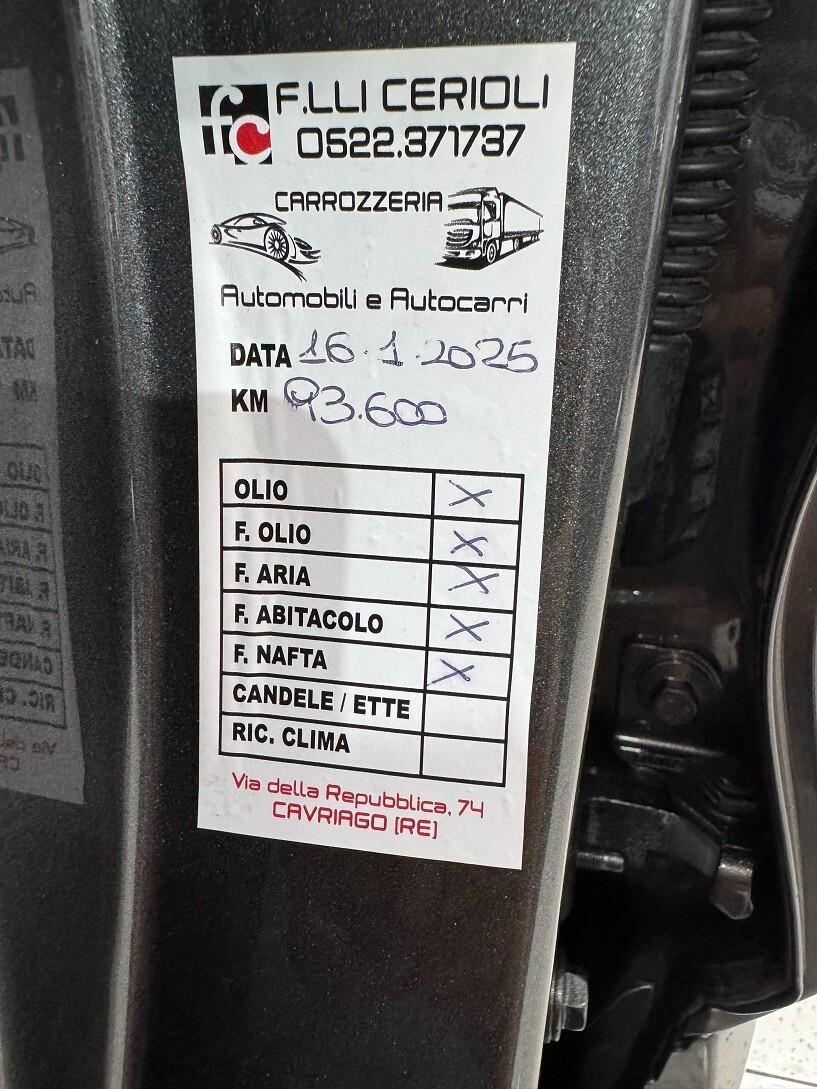 fc F.LLI CERIOLI
0522.371737
CARROZZERIA
Automobili e Autocarri
DATA 16.1.2025
KM 93.600
OLIO X
F. OLIO X
F. ARIA X
F. ABITACOLO X
F. NAFTA X
CANDELE / ETTE
RIC. CLIMA
Via della Repubblica, 74
CAVRIAGO (RE)